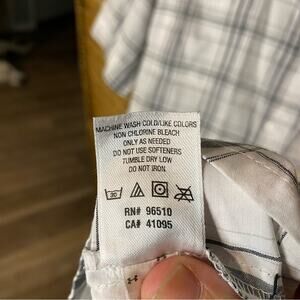 MACHINE WASH COLD/LIKE COLORS
NON CHLORINE BLEACH
ONLY AS NEEDED
DO NOT USE SOFTENERS
TUMBLE DRY LOW
DO NOT IRON.
30
RN# 96510
CA# 41095